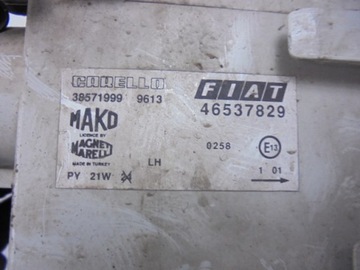 CARELLO FIAT
38571999 9613 46537829
MAKO
LICENCE BY
MAGNETI
MARELLI
MADE IN TURKEY
LH
0258 E13
PY 21W 24
1 01